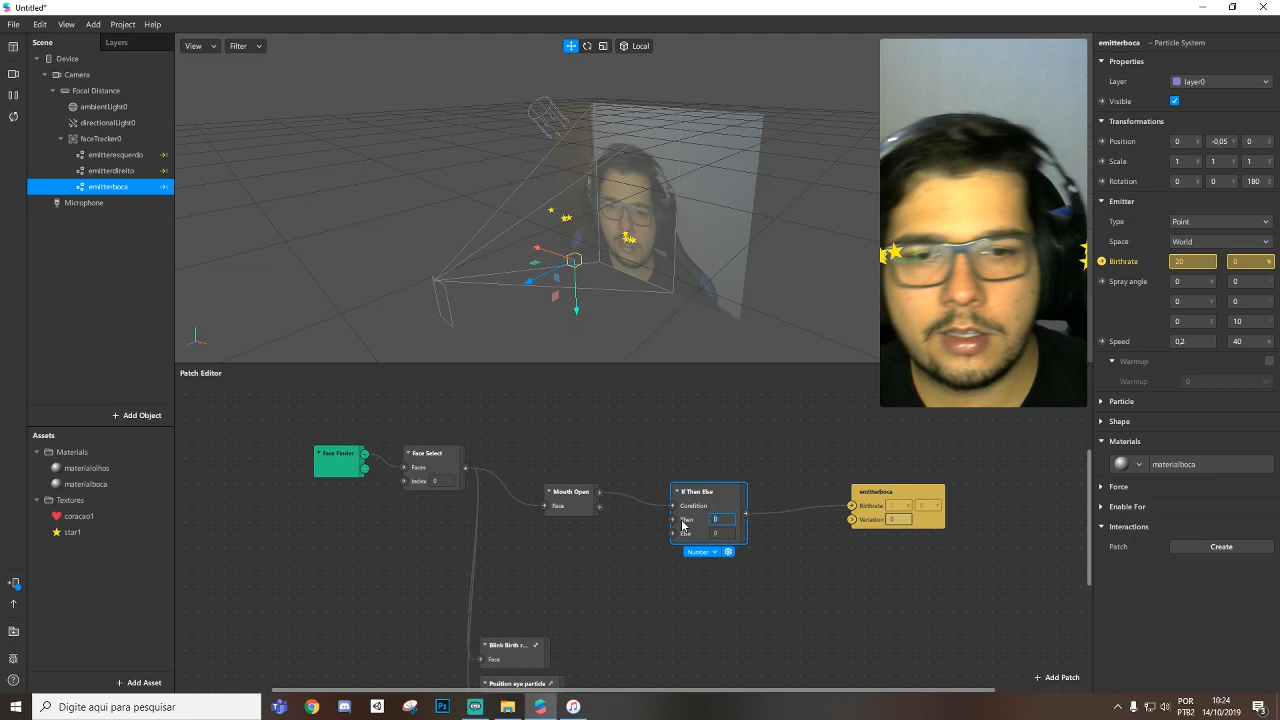 Untitled*
File Edit View Add Project Help
Scene Layers
Device
Camera
Focal Distance
ambientLight0
directionalLight0
faceTracker0
emitteresquerdo
emitterdireito
emitterboca
Microphone
Add Object
Assets
Materials
materialolhos
materialboca
Textures
coracao1
star1
Add Asset
View Filter Local
Patch Editor
Face Finder
Face Select
Faces
Index 0
Mouth Open
Face
If Then Else
Condition
Then 0
Else 0
Number
emitterboca
Birthrate 0 0
Variation 0
Blink Birth r...
Face
Position eye particle
Add Patch
emitterboca – Particle System
Properties
Layer layer0
Visible
Transformations
Position 0 X -0,05 Y 0 Z
Scale 1 X 1 Y 1 Z
Rotation 0 X 0 Y 180 Z
Emitter
Type Point
Space World
Birthrate 20 0 %
Spray angle 0 X 0 °
0 Y 0 °
0 Z 10 °
Speed 0,2 40 %
Warmup
Warmup 0
Particle
Shape
Materials
materialboca
Force
Enable For
Interactions
Patch Create
Digite aqui para pesquisar
POR
PTB2
10:24
14/10/2019